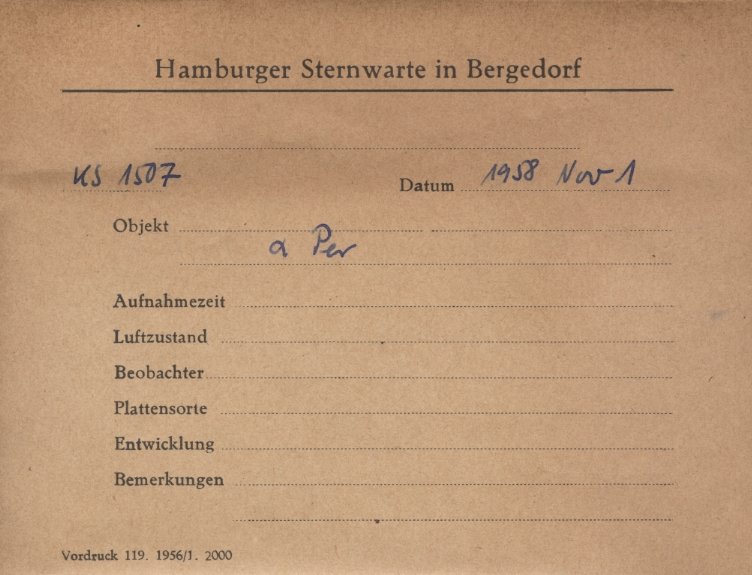 Hamburger Sternwarte in Bergedorf
KS 1507 Datum 1958 Nov 1
Objekt
α Per
Aufnahmezeit
Luftzustand
Beobachter
Plattensorte
Entwicklung
Bemerkungen
Vordruck 119. 1956/1. 2000